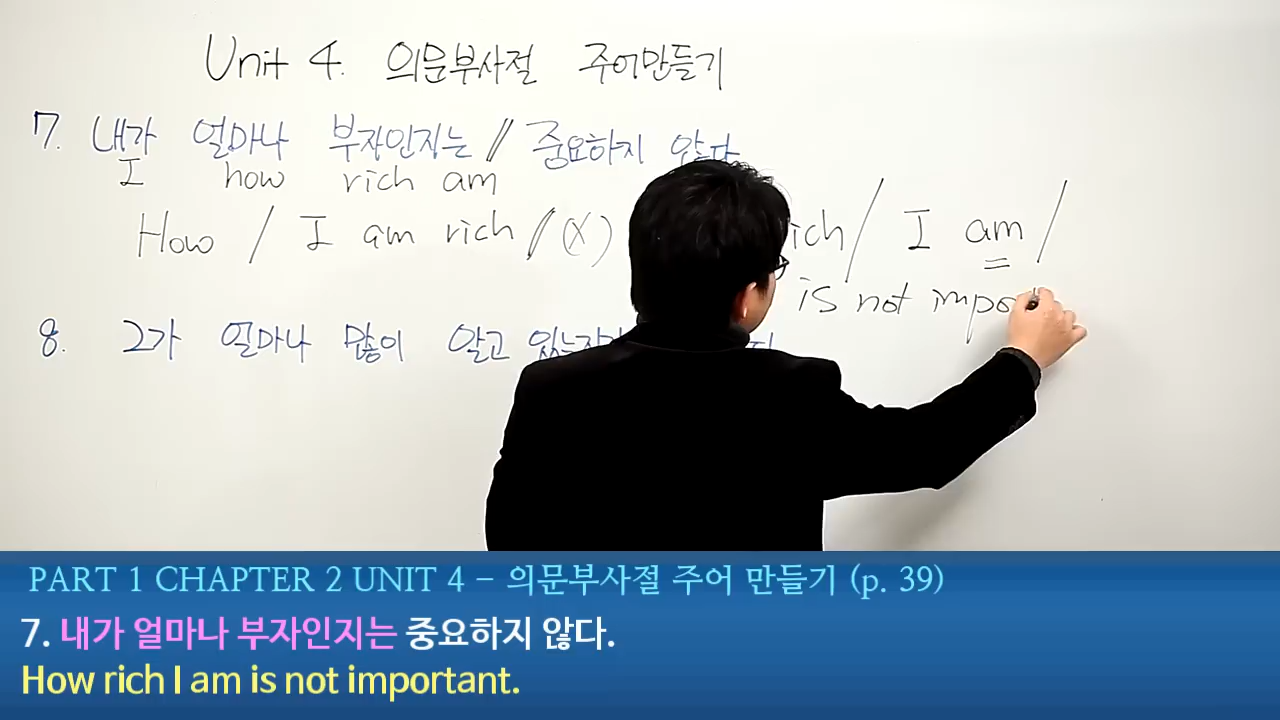 Unit 4. 의문부사절 주어만들기
7. 내가 얼마나 부자인지는 // 중요하지 않다
I how rich am
How / I am rich // (X) ich / I am /
is not impo
8. 그가 얼마나 많이 알고 있는지
PART 1 CHAPTER 2 UNIT 4 - 의문부사절 주어 만들기 (p. 39)
7. 내가 얼마나 부자인지는 중요하지 않다.
How rich I am is not important.